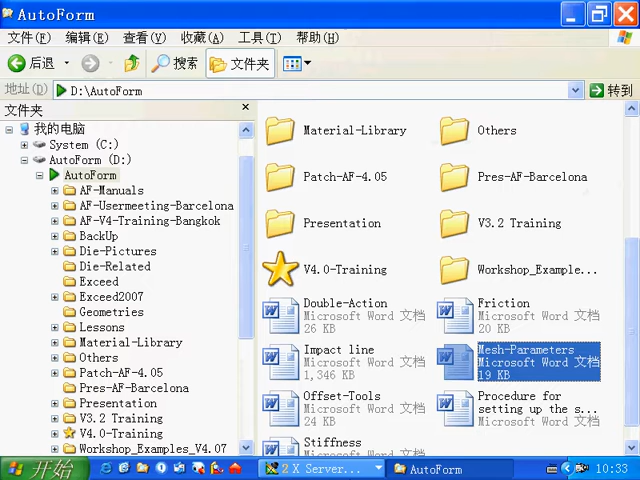 AutoForm
文件(F) 编辑(E) 查看(V) 收藏(A) 工具(T) 帮助(H)
后退 搜索 文件夹
地址(D) D:\AutoForm 转到
文件夹
我的电脑
System (C:)
AutoForm (D:)
AutoForm
AF-Manuals
AF-Usermeeting-Barcelona
AF-V4-Training-Bangkok
BackUp
Die-Pictures
Die-Related
Exceed
Exceed2007
Geometries
Lessons
Material-Library
Others
Patch-AF-4.05
Pres-AF-Barcelona
Presentation
V3.2 Training
V4.0-Training
Workshop_Examples_V4.07
Material-Library
Others
Patch-AF-4.05
Pres-AF-Barcelona
Presentation
V3.2 Training
V4.0-Training
Workshop_Example...
Double-Action
Microsoft Word 文档
26 KB
Friction
Microsoft Word 文档
20 KB
Impact line
Microsoft Word 文档
1,346 KB
Mesh-Parameters
Microsoft Word 文档
19 KB
Offset-Tools
Microsoft Word 文档
24 KB
Procedure for
setting up the s...
Microsoft Word 文档
Stiffness
Microsoft Word 文档
开始 2 X Server... AutoForm 10:33